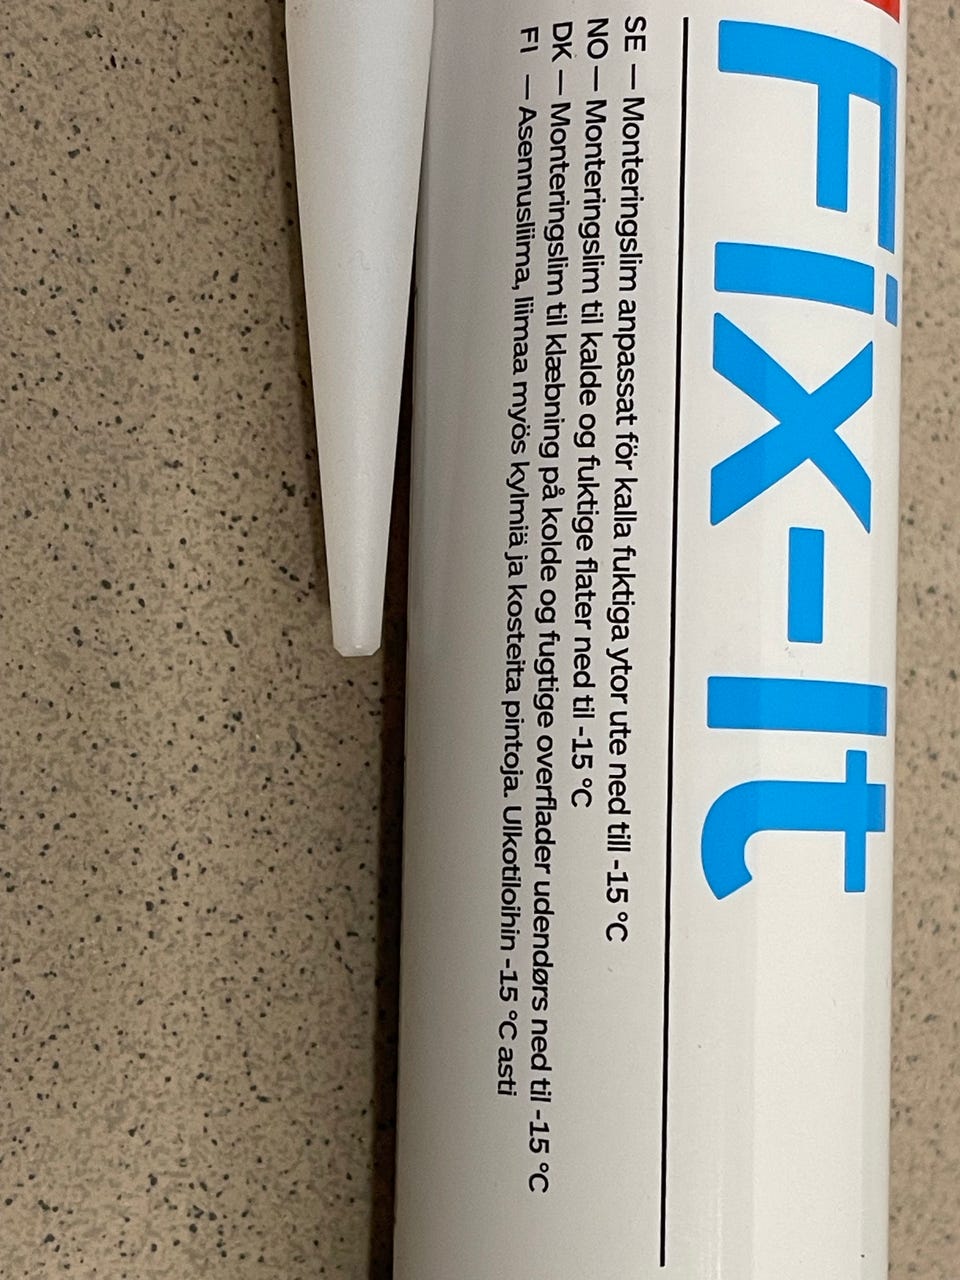 Fix-It
SE — Monteringslim anpassat för kalla fuktiga ytor ute ned till -15 °C
NO — Monteringslim til kalde og fuktige flater ned til -15 °C
DK — Monteringslim til klæbning på kolde og fugtige overflader udendørs ned til -15 °C
FI — Asennusliima, liimaa myös kylmiä ja kosteita pintoja. Ulkotiloihin -15 °C asti